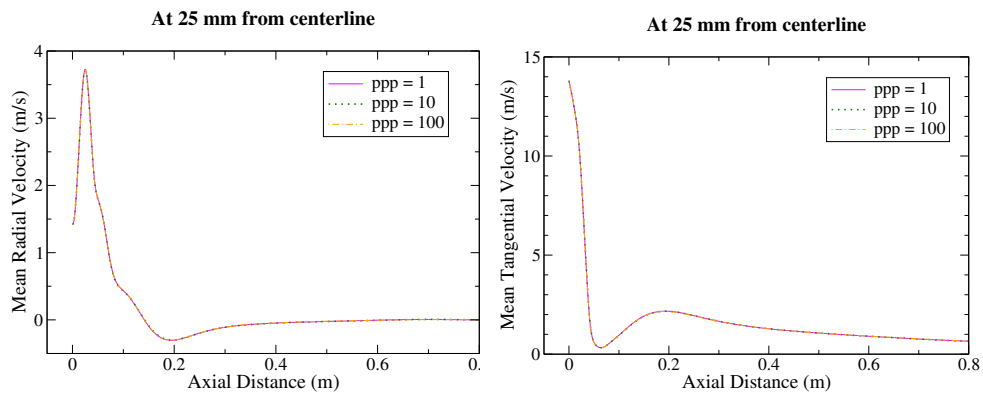 At 25 mm from centerline
Mean Radial Velocity (m/s)
4
3
2
1
0
ppp = 1
ppp = 10
ppp = 100
0 0.2 0.4 0.6 0.
Axial Distance (m)
At 25 mm from centerline
Mean Tangential Velocity (m/s)
15
10
5
0
ppp = 1
ppp = 10
ppp = 100
0 0.2 0.4 0.6 0.8
Axial Distance (m)